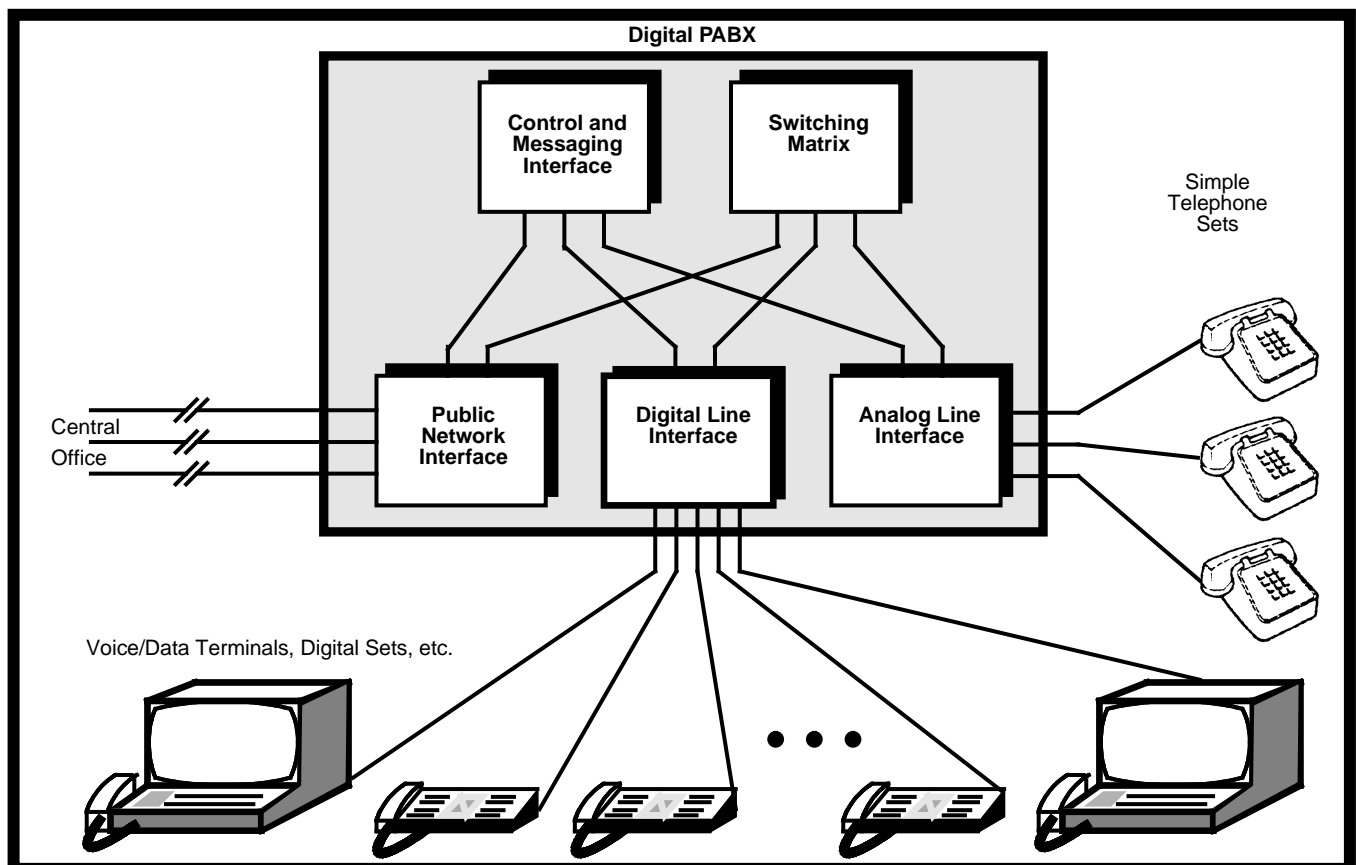 Digital PABX
Control and
Messaging
Interface
Switching
Matrix
Simple
Telephone
Sets
Central
Office
Public
Network
Interface
Digital Line
Interface
Analog Line
Interface
Voice/Data Terminals, Digital Sets, etc.